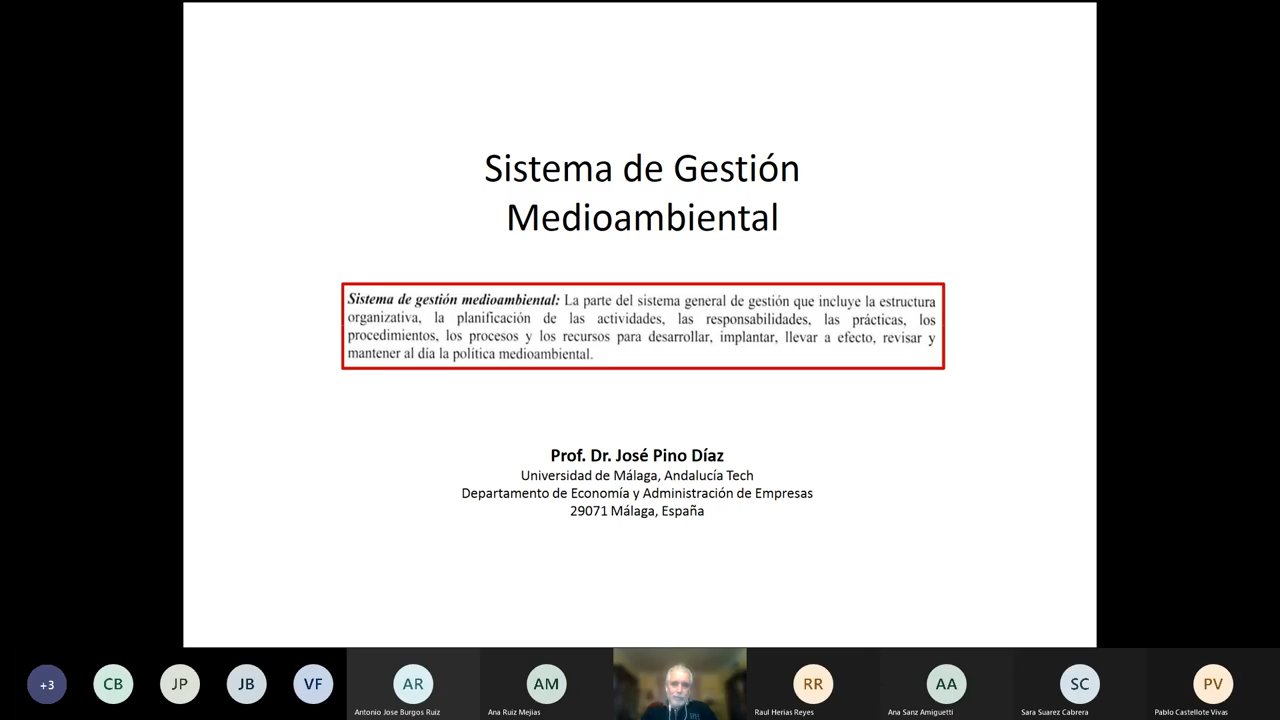 Sistema de Gestión
Medioambiental
Sistema de gestión medioambiental: La parte del sistema general de gestión que incluye la estructura
organizativa, la planificación de las actividades, las responsabilidades, las prácticas, los
procedimientos, los procesos y los recursos para desarrollar, implantar, llevar a efecto, revisar y
mantener al día la política medioambiental.
Prof. Dr. José Pino Díaz
Universidad de Málaga, Andalucía Tech
Departamento de Economía y Administración de Empresas
29071 Málaga, España
+3
CB
JP
JB
VF
AR
AM
RR
AA
SC
PV
Antonio Jose Burgos Ruiz
Ana Ruiz Mejias
Raul Herias Reyes
Ana Sanz Amiguetti
Sara Suarez Cabrera
Pablo Castellote Vivas